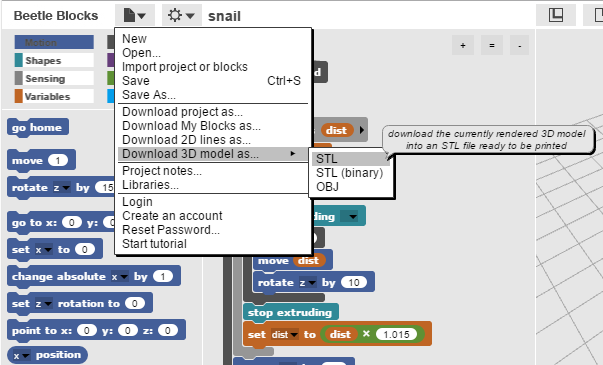 Beetle Blocks snail
Motion
Shapes
Sensing
Variables
+ = -
New
Open...
Import project or blocks
Save Ctrl+S
Save As...
Download project as...
Download My Blocks as...
Download 2D lines as...
Download 3D model as...
Project notes...
Libraries...
Login
Create an account
Reset Password...
Start tutorial
STL
STL (binary)
OBJ
download the currently rendered 3D model
into an STL file ready to be printed
go home
move 1
rotate z by 15
go to x: 0 y: 0
set x to 0
change absolute x by 1
set z rotation to 0
point to x: 0 y: 0 z: 0
x position
dist
move dist
rotate z by 10
stop extruding
set dist to dist × 1.015